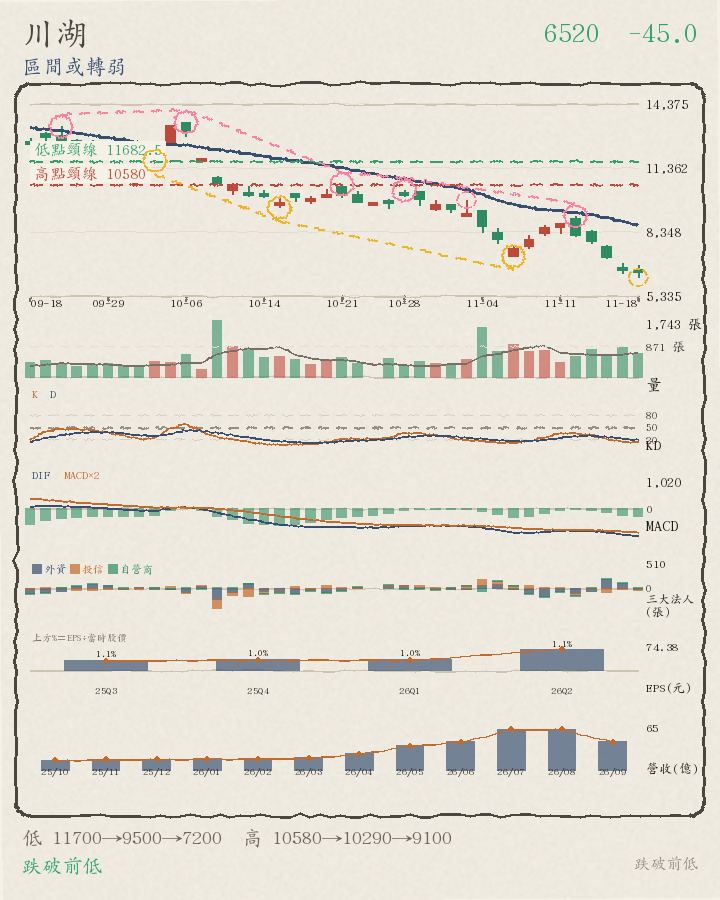 川湖
6520 -45.0
區間或轉弱
14,375
低點頸線 11682.5
11,362
高點頸線 10580
8,348
5,335
09-18 09-29 10-06 10-14 10-21 10-28 11-04 11-11 11-18
1,743 張
871 張
量
K D
80
50
20
KD
DIF MACD×2
1,020
0
MACD
外資 投信 自營商
510
0
三大法人
(張)
上方%=EPS÷當時股價
74.38
1.1% 1.0% 1.0% 1.1%
25Q3 25Q4 26Q1 26Q2
EPS(元)
65
營收(億)
25/10 25/11 25/12 26/01 26/02 26/03 26/04 26/05 26/06 26/07 26/08 26/09
低 11700→9500→7200 高 10580→10290→9100
跌破前低
跌破前低